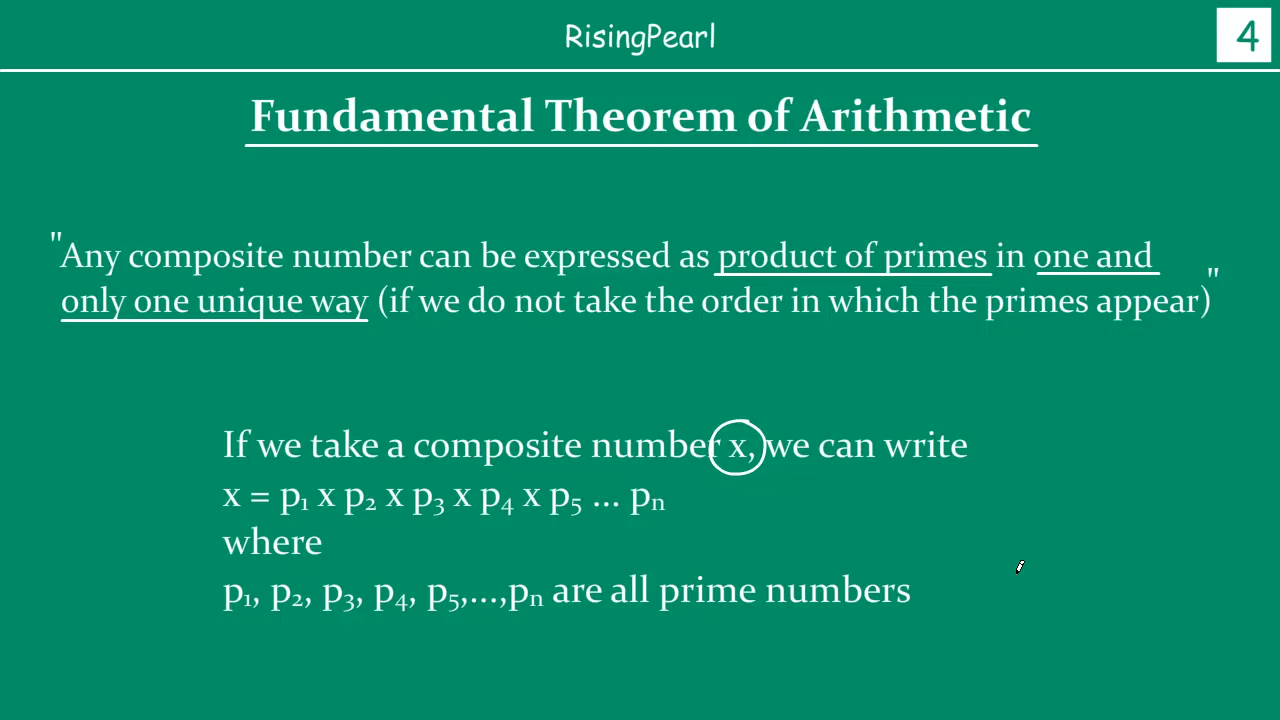 RisingPearl
4
Fundamental Theorem of Arithmetic
"Any composite number can be expressed as product of primes in one and
only one unique way (if we do not take the order in which the primes appear)"
If we take a composite number x, we can write
x = p₁ x p₂ x p₃ x p₄ x p₅ ... pₙ
where
p₁, p₂, p₃, p₄, p₅,...,pₙ are all prime numbers